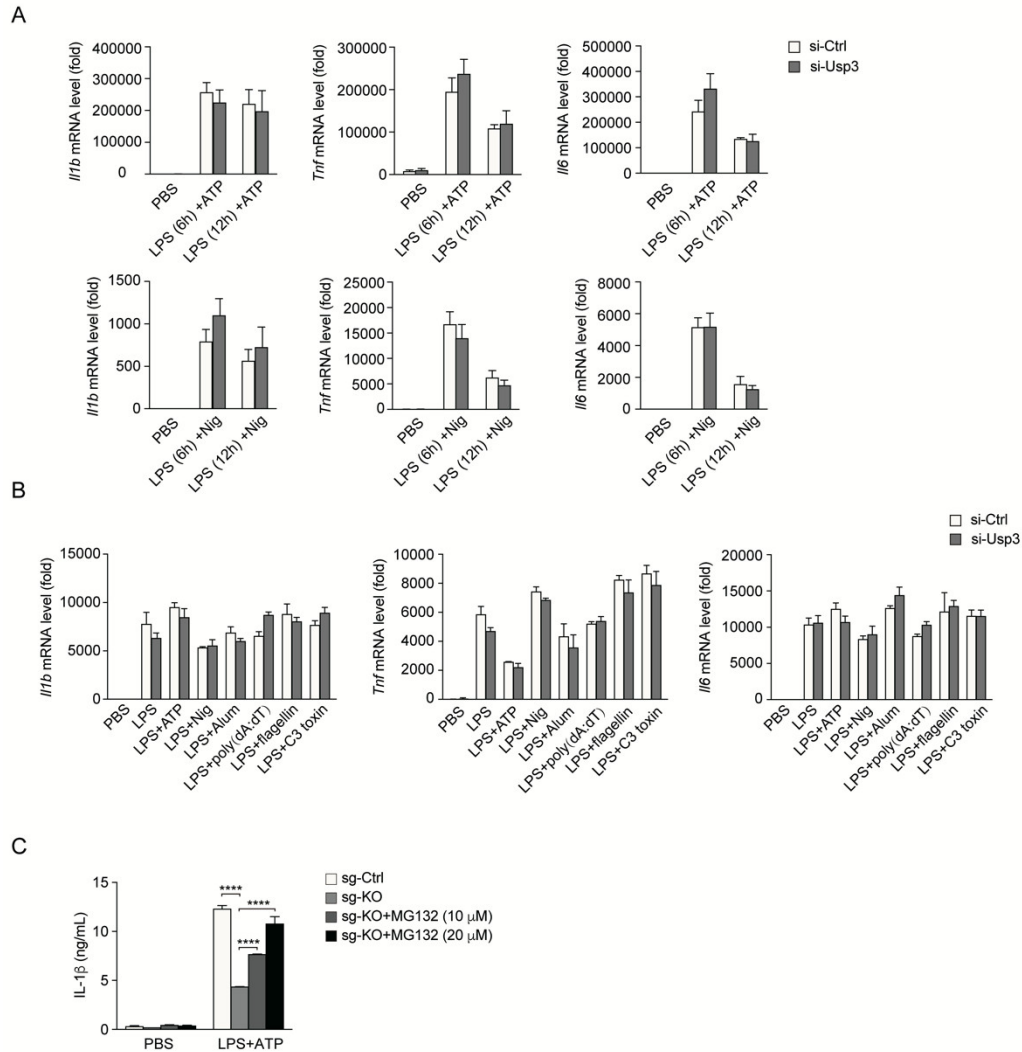 A
si-Ctrl
si-Usp3
Il1b mRNA level (fold)
400000
300000
200000
100000
0
PBS
LPS (6h) +ATP
LPS (12h) +ATP
Tnf mRNA level (fold)
300000
200000
100000
0
PBS
LPS (6h) +ATP
LPS (12h) +ATP
Il6 mRNA level (fold)
500000
400000
300000
200000
100000
0
PBS
LPS (6h) +ATP
LPS (12h) +ATP
Il1b mRNA level (fold)
1500
1000
500
0
PBS
LPS (6h) +Nig
LPS (12h) +Nig
Tnf mRNA level (fold)
25000
20000
15000
10000
5000
0
PBS
LPS (6h) +Nig
LPS (12h) +Nig
Il6 mRNA level (fold)
8000
6000
4000
2000
0
PBS
LPS (6h) +Nig
LPS (12h) +Nig
B
si-Ctrl
si-Usp3
Il1b mRNA level (fold)
15000
10000
5000
0
PBS
LPS
LPS+ATP
LPS+Nig
LPS+Alum
LPS+poly(dA:dT)
LPS+flagellin
LPS+C3 toxin
Tnf mRNA level (fold)
10000
8000
6000
4000
2000
0
PBS
LPS
LPS+ATP
LPS+Nig
LPS+Alum
LPS+poly(dA:dT)
LPS+flagellin
LPS+C3 toxin
Il6 mRNA level (fold)
20000
15000
10000
5000
0
PBS
LPS
LPS+ATP
LPS+Nig
LPS+Alum
LPS+poly(dA:dT)
LPS+flagellin
LPS+C3 toxin
C
IL-1β (ng/mL)
15
10
5
0
****
****
****
PBS
LPS+ATP
sg-Ctrl
sg-KO
sg-KO+MG132 (10 μM)
sg-KO+MG132 (20 μM)